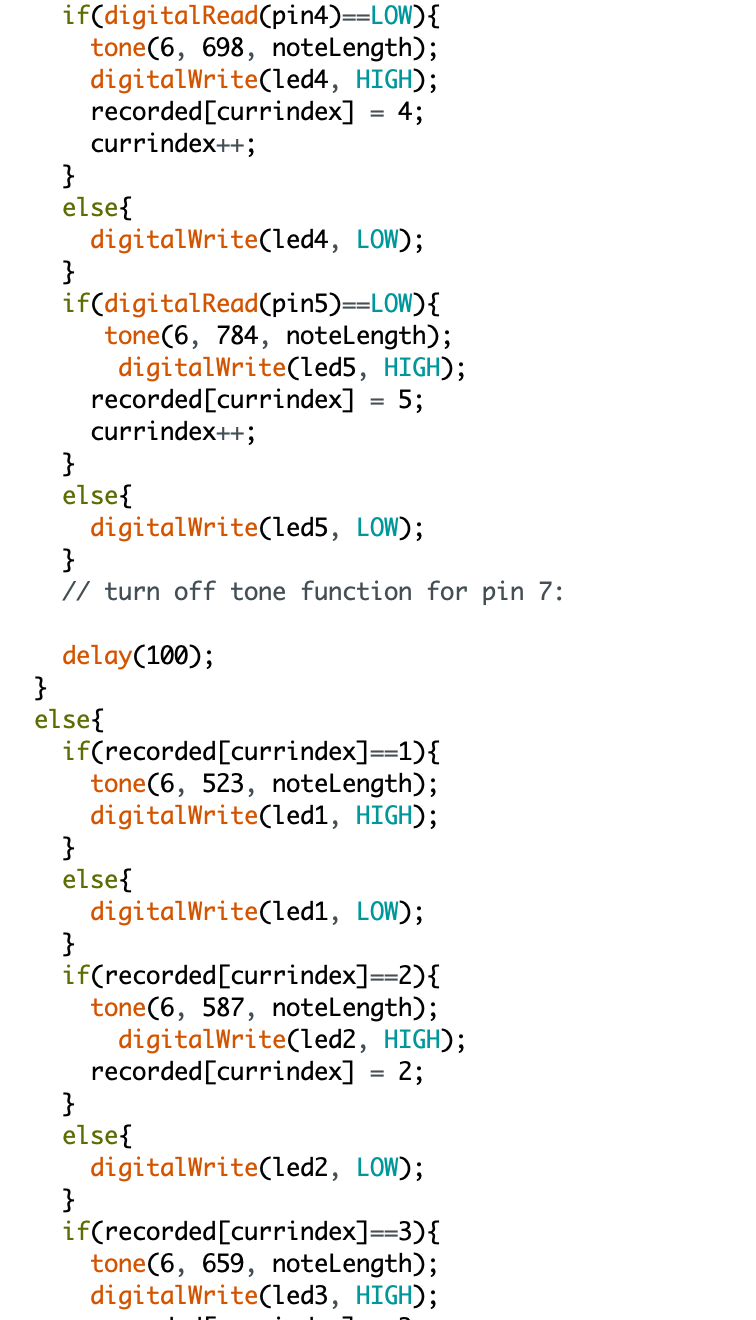 if(digitalRead(pin4)==LOW){
tone(6, 698, noteLength);
digitalWrite(led4, HIGH);
recorded[currindex] = 4;
currindex++;
}
else{
digitalWrite(led4, LOW);
}
if(digitalRead(pin5)==LOW){
tone(6, 784, noteLength);
digitalWrite(led5, HIGH);
recorded[currindex] = 5;
currindex++;
}
else{
digitalWrite(led5, LOW);
}
// turn off tone function for pin 7:
delay(100);
}
else{
if(recorded[currindex]==1){
tone(6, 523, noteLength);
digitalWrite(led1, HIGH);
}
else{
digitalWrite(led1, LOW);
}
if(recorded[currindex]==2){
tone(6, 587, noteLength);
digitalWrite(led2, HIGH);
recorded[currindex] = 2;
}
else{
digitalWrite(led2, LOW);
}
if(recorded[currindex]==3){
tone(6, 659, noteLength);
digitalWrite(led3, HIGH);